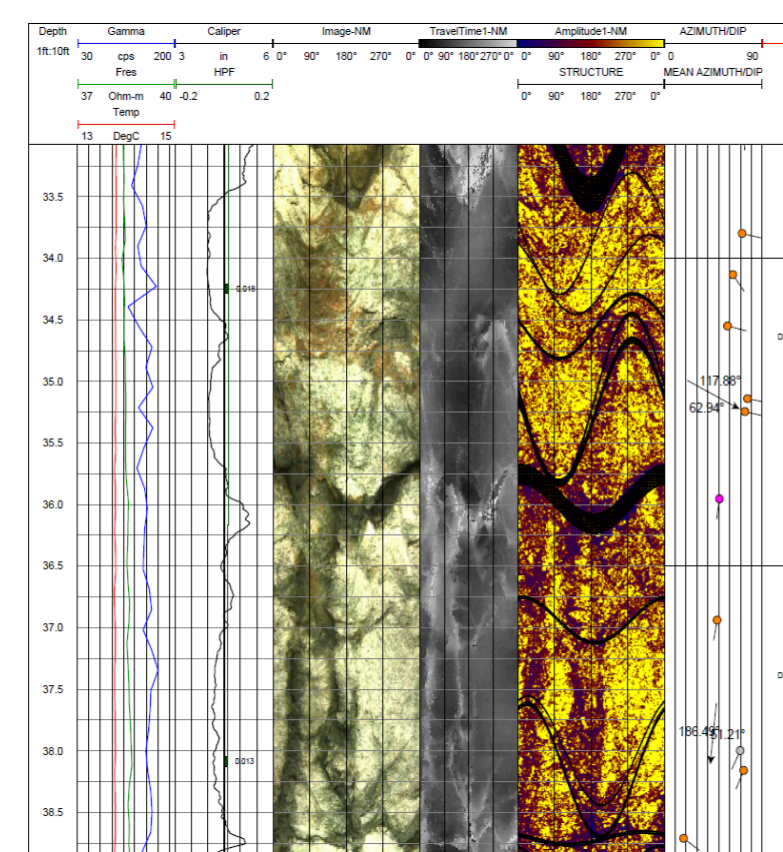 Depth Gamma Caliper Image-NM TravelTime1-NM Amplitude1-NM AZIMUTH/DIP
1ft:10ft 30 cps 200 3 in 6 0° 90° 180° 270° 0° 0° 90° 180° 270° 0° 0° 90° 180° 270° 0° 0 90
Fres HPF STRUCTURE MEAN AZIMUTH/DIP
37 Ohm-m 40 -0.2 0.2 0° 90° 180° 270° 0°
Temp
13 DegC 15
33.5
34.0
0.018
34.5
D
35.0 117.88°
62.94°
35.5
36.0
36.5
37.0
37.5
D
186.49° 51.21°
38.0
0.013
38.5